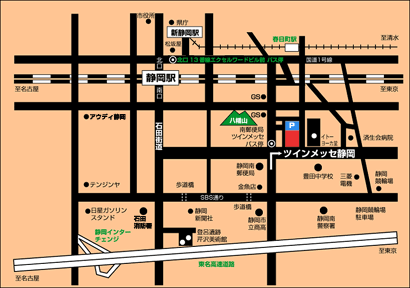 市役所
県庁
新静岡駅
松坂屋
春日町駅
至清水
北口
北口 13 番線エクセルワードビル前 バス停
国道1号線
静岡駅
至名古屋
南口
至東京
GS
アウディ静岡
八幡山
GS
石田街道
南郵便局
ツインメッセ
バス停
P
イトー
ヨーカ堂
済生会病院
ツインメッセ静岡
静岡南
郵便局
豊田中学校
三菱
電機
静岡
競輪場
テンジンヤ
歩道橋
金魚店
SBS通り
日星ガソリン
スタンド
石田
消防署
静岡
新聞社
歩道橋
静岡市
立商高
静岡南
警察署
静岡競輪場
駐車場
静岡インター
チェンジ
登呂遺跡
芹沢美術館
至東京
東名高速道路
至名古屋